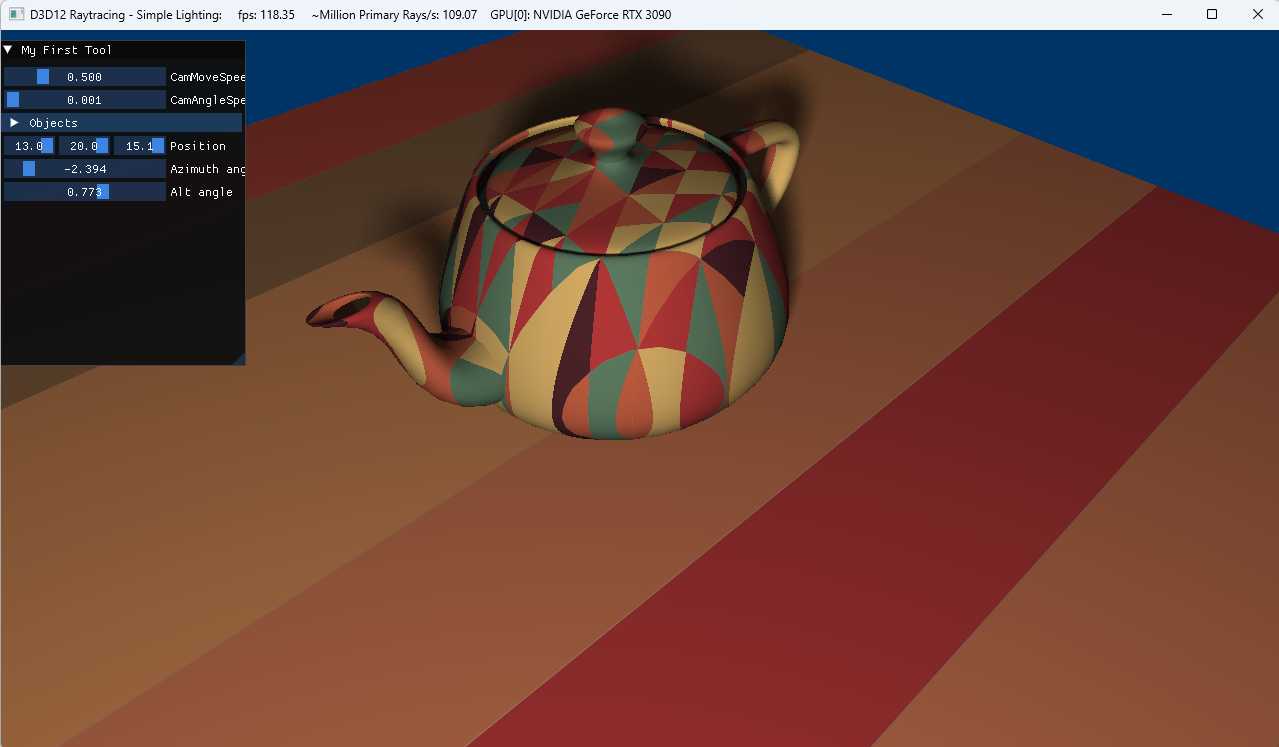 D3D12 Raytracing - Simple Lighting: fps: 118.35 ~Million Primary Rays/s: 109.07 GPU[0]: NVIDIA GeForce RTX 3090
My First Tool
0.500 CamMoveSpee
0.001 CamAngleSpe
Objects
13.0 20.0 15.1 Position
-2.394 Azimuth ang
0.773 Alt angle